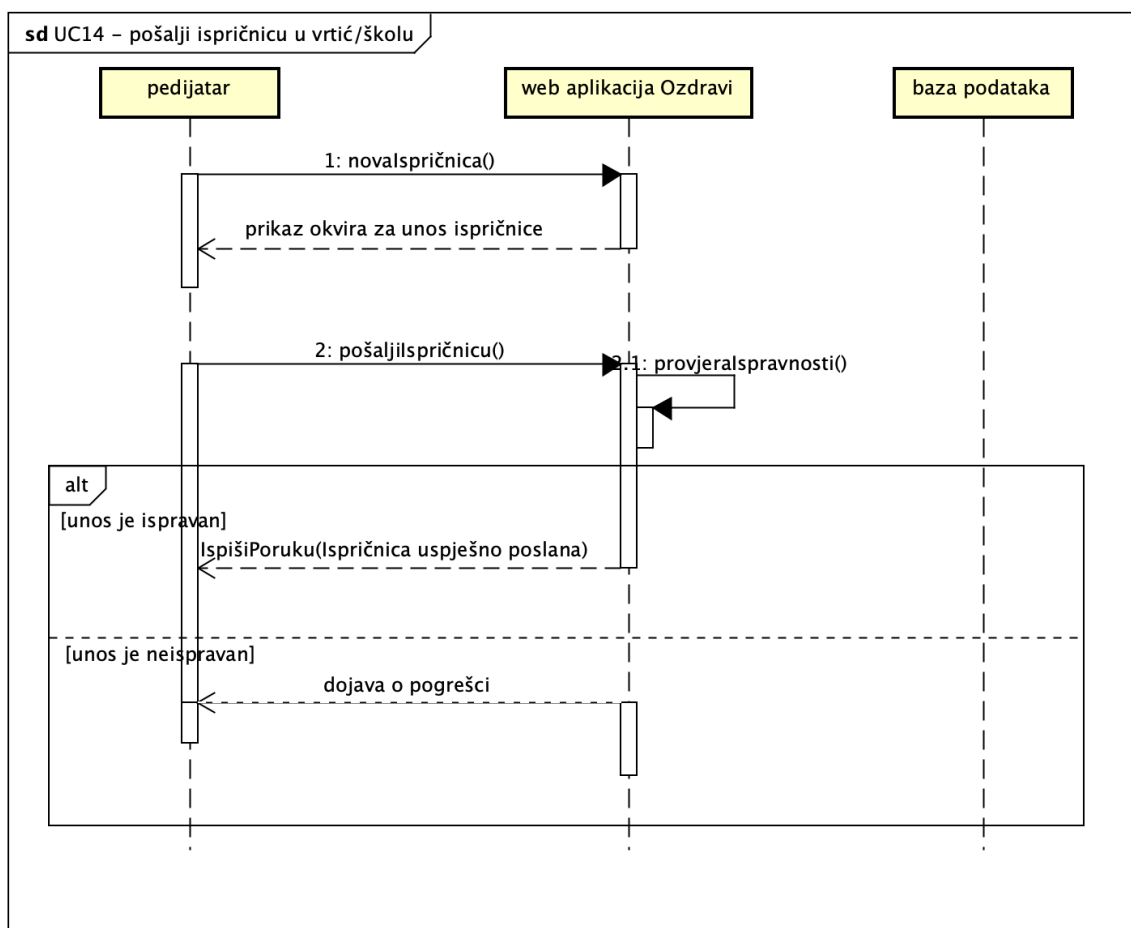 sd UC14 – pošalji ispričnicu u vrtić/školu
pedijatar
web aplikacija Ozdravi
baza podataka
1: novaIspričnica()
prikaz okvira za unos ispričnice
2: pošaljiIspričnicu()
2.1: provjeraIspravnosti()
alt
[unos je ispravan]
IspišiPoruku(Ispričnica uspješno poslana)
[unos je neispravan]
dojava o pogrešci